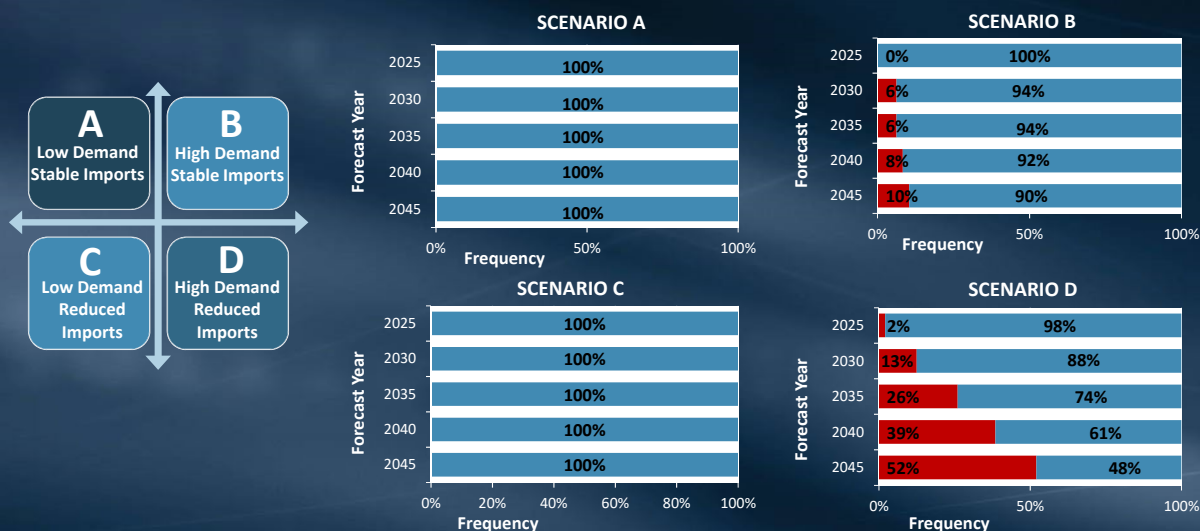 A
Low Demand
Stable Imports
B
High Demand
Stable Imports
C
Low Demand
Reduced
Imports
D
High Demand
Reduced
Imports
SCENARIO A
Forecast Year
2025
100%
2030
100%
2035
100%
2040
100%
2045
100%
0% 50% 100%
Frequency
SCENARIO B
Forecast Year
2025 0% 100%
2030 6% 94%
2035 6% 94%
2040 8% 92%
2045 10% 90%
0% 50% 100%
Frequency
SCENARIO C
Forecast Year
2025 100%
2030 100%
2035 100%
2040 100%
2045 100%
0% 20% 40% 60% 80% 100%
Frequency
SCENARIO D
Forecast Year
2025 2% 98%
2030 13% 88%
2035 26% 74%
2040 39% 61%
2045 52% 48%
0% 50% 100%
Frequency